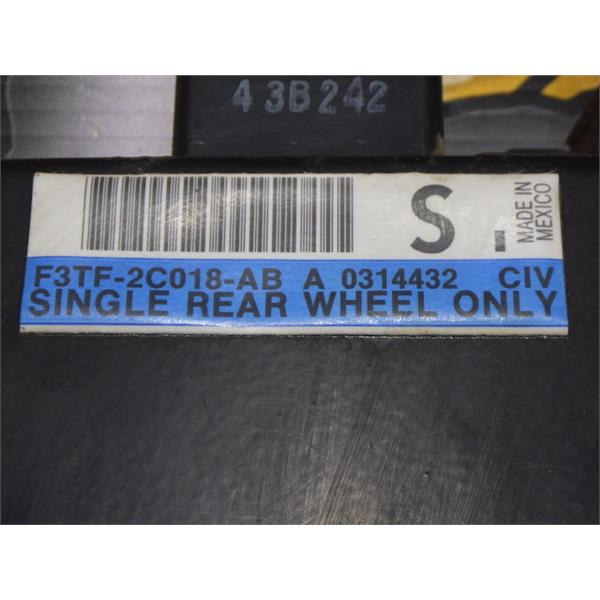 43B242
S
MADE IN
MEXICO
F3TF-2C018-AB A 0314432 CIV
SINGLE REAR WHEEL ONLY